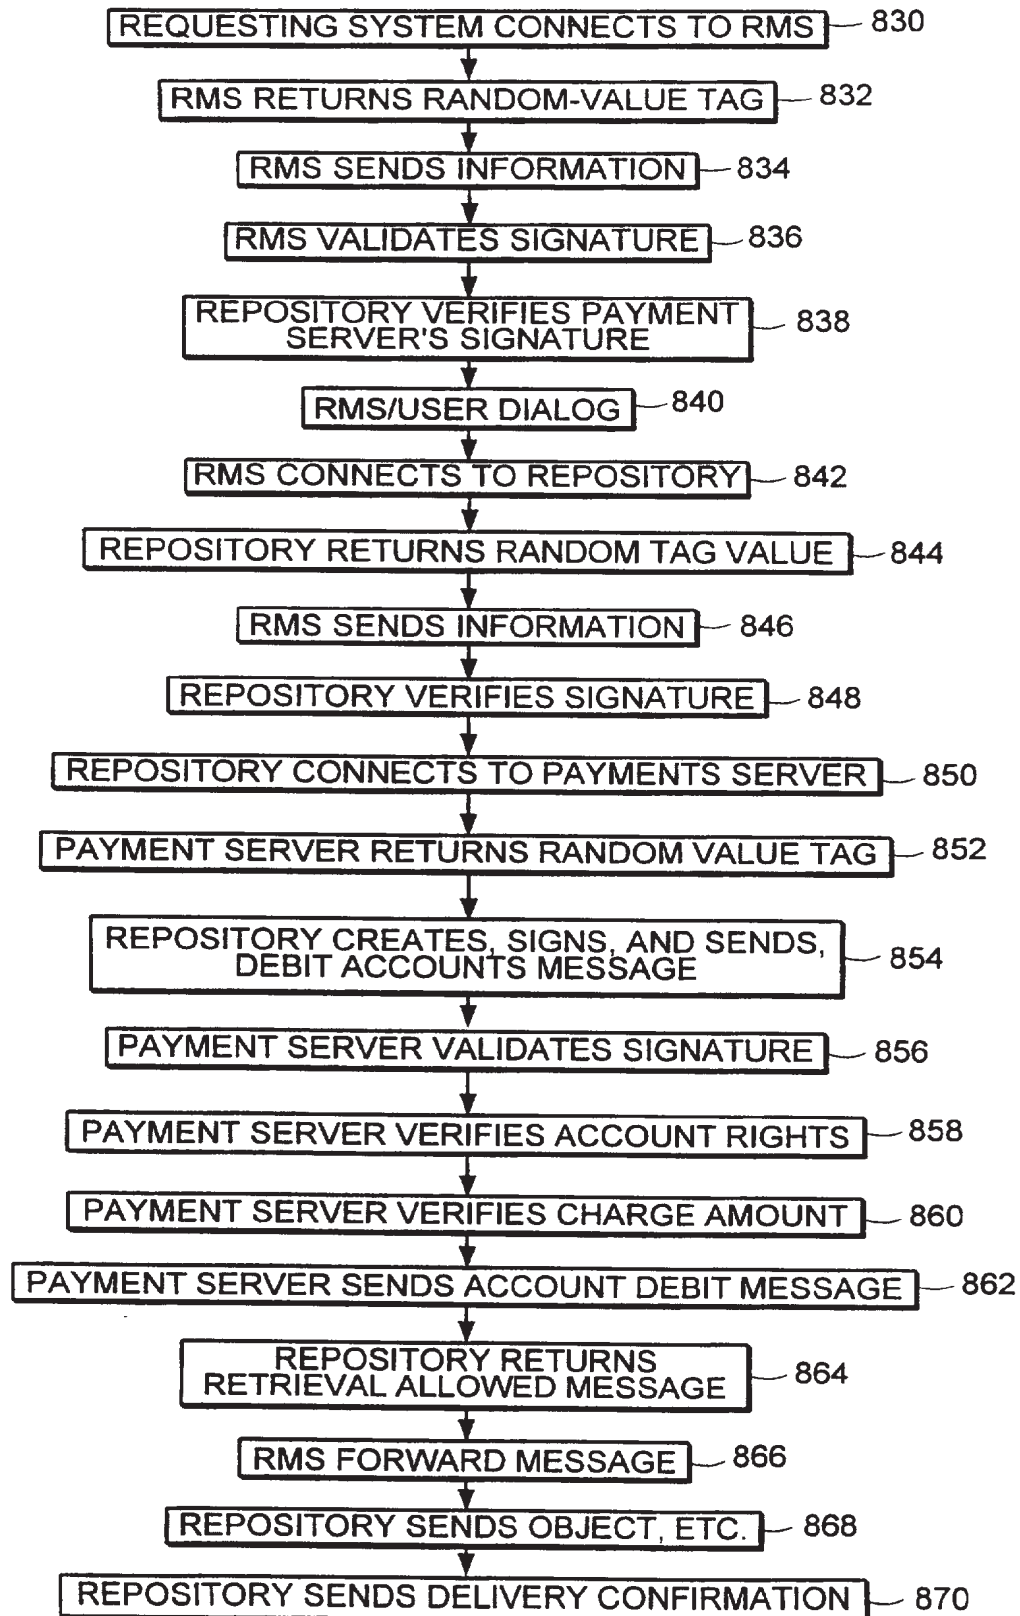 REQUESTING SYSTEM CONNECTS TO RMS 830
RMS RETURNS RANDOM-VALUE TAG 832
RMS SENDS INFORMATION 834
RMS VALIDATES SIGNATURE 836
REPOSITORY VERIFIES PAYMENT
SERVER'S SIGNATURE 838
RMS/USER DIALOG 840
RMS CONNECTS TO REPOSITORY 842
REPOSITORY RETURNS RANDOM TAG VALUE 844
RMS SENDS INFORMATION 846
REPOSITORY VERIFIES SIGNATURE 848
REPOSITORY CONNECTS TO PAYMENTS SERVER 850
PAYMENT SERVER RETURNS RANDOM VALUE TAG 852
REPOSITORY CREATES, SIGNS, AND SENDS,
DEBIT ACCOUNTS MESSAGE 854
PAYMENT SERVER VALIDATES SIGNATURE 856
PAYMENT SERVER VERIFIES ACCOUNT RIGHTS 858
PAYMENT SERVER VERIFIES CHARGE AMOUNT 860
PAYMENT SERVER SENDS ACCOUNT DEBIT MESSAGE 862
REPOSITORY RETURNS
RETRIEVAL ALLOWED MESSAGE 864
RMS FORWARD MESSAGE 866
REPOSITORY SENDS OBJECT, ETC. 868
REPOSITORY SENDS DELIVERY CONFIRMATION 870